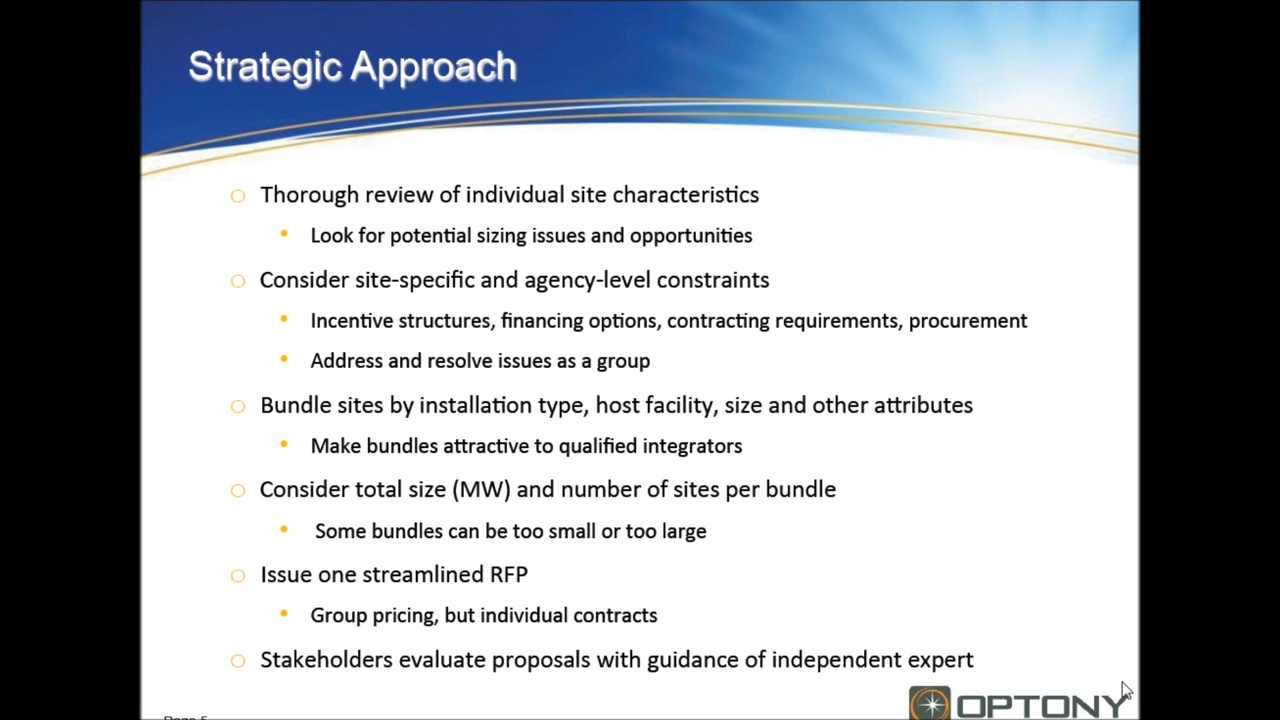 Strategic Approach
Thorough review of individual site characteristics
Look for potential sizing issues and opportunities
Consider site-specific and agency-level constraints
Incentive structures, financing options, contracting requirements, procurement
Address and resolve issues as a group
Bundle sites by installation type, host facility, size and other attributes
Make bundles attractive to qualified integrators
Consider total size (MW) and number of sites per bundle
Some bundles can be too small or too large
Issue one streamlined RFP
Group pricing, but individual contracts
Stakeholders evaluate proposals with guidance of independent expert
OPTONY